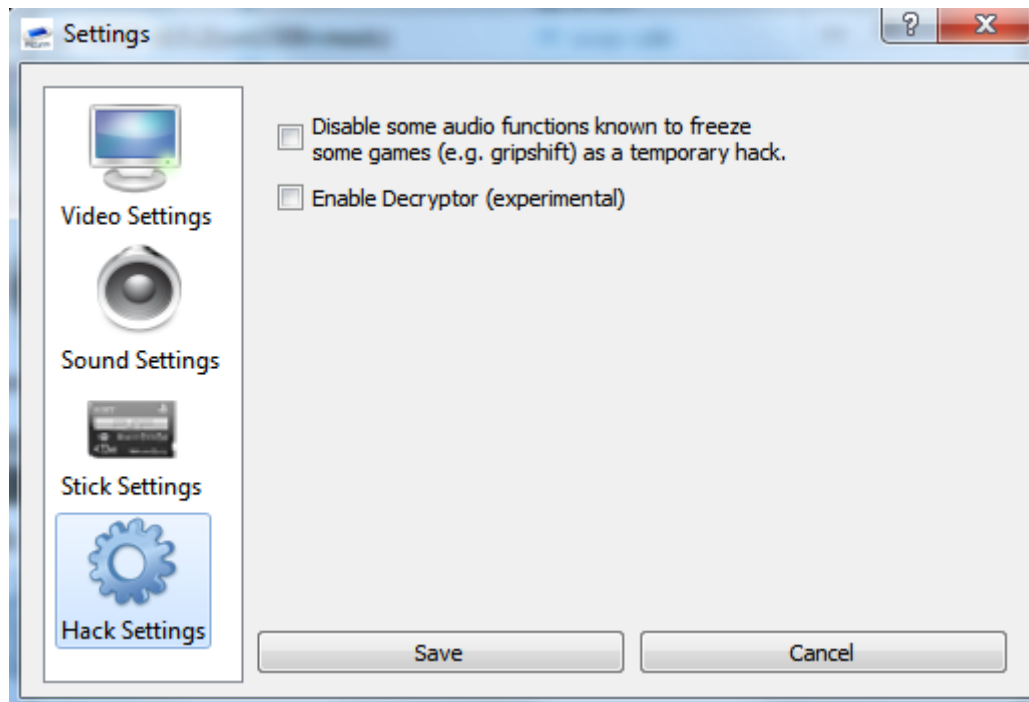 Settings
Video Settings
Sound Settings
Stick Settings
Hack Settings
Disable some audio functions known to freeze
some games (e.g. gripshift) as a temporary hack.
Enable Decryptor (experimental)
Save
Cancel